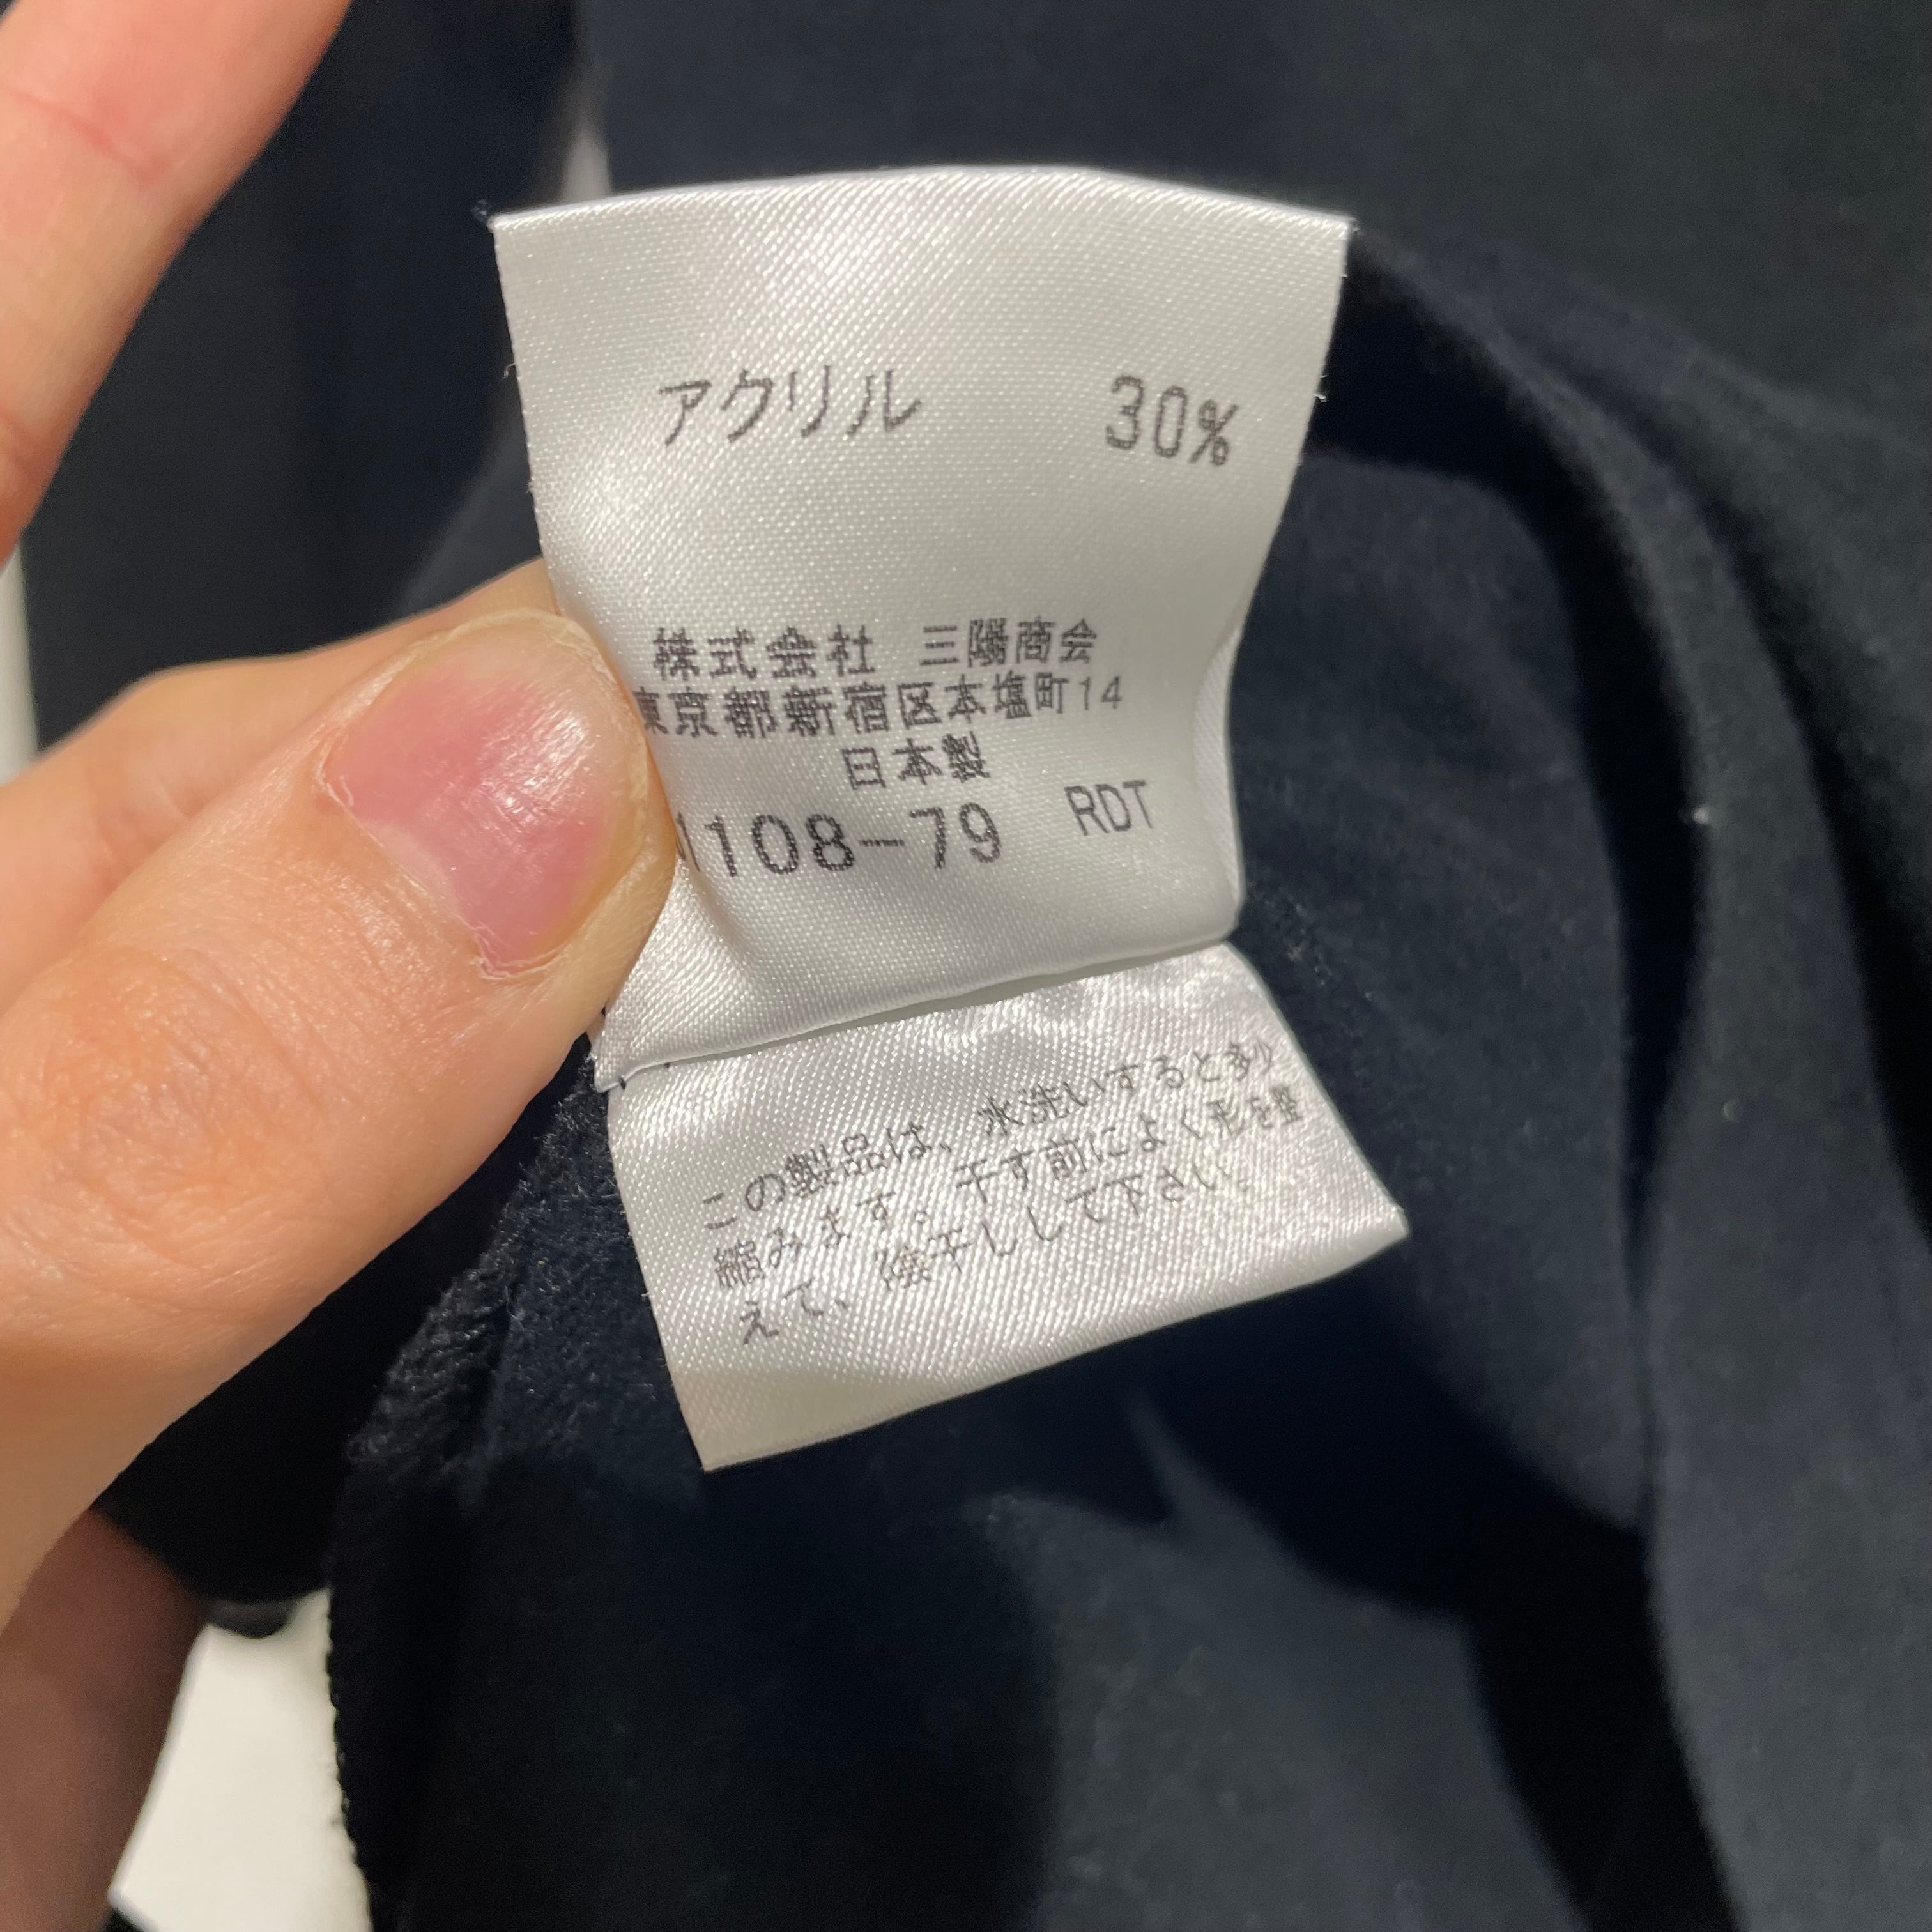 アクリル 30%
株式会社 三陽商会
東京都新宿区本塩町14
日本製
1108-79 RDT
この製品は、水洗いすると多少
縮みます。干す前によく形を整
えて、陰干しして下さい。